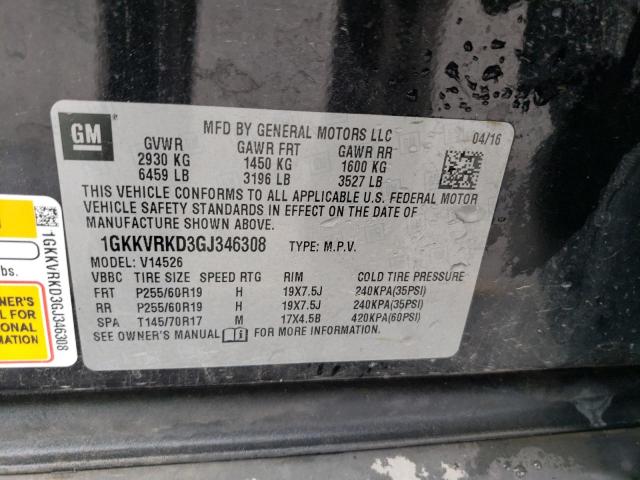 GM
MFD BY GENERAL MOTORS LLC
04/16
GVWR GAWR FRT GAWR RR
2930 KG 1450 KG 1600 KG
6459 LB 3196 LB 3527 LB
THIS VEHICLE CONFORMS TO ALL APPLICABLE U.S. FEDERAL MOTOR
VEHICLE SAFETY STANDARDS IN EFFECT ON THE DATE OF
MANUFACTURE SHOWN ABOVE.
1GKKVRKD3GJ346308 TYPE: M.P.V.
MODEL: V14526
VBBC TIRE SIZE SPEED RTG RIM COLD TIRE PRESSURE
FRT P255/60R19 H 19X7.5J 240KPA(35PSI)
RR P255/60R19 H 19X7.5J 240KPA(35PSI)
SPA T145/70R17 M 17X4.5B 420KPA(60PSI)
SEE OWNER'S MANUAL FOR MORE INFORMATION.
1GKKVRKD3GJ346308
lbs.
NER'S
L FOR
IONAL
MATION